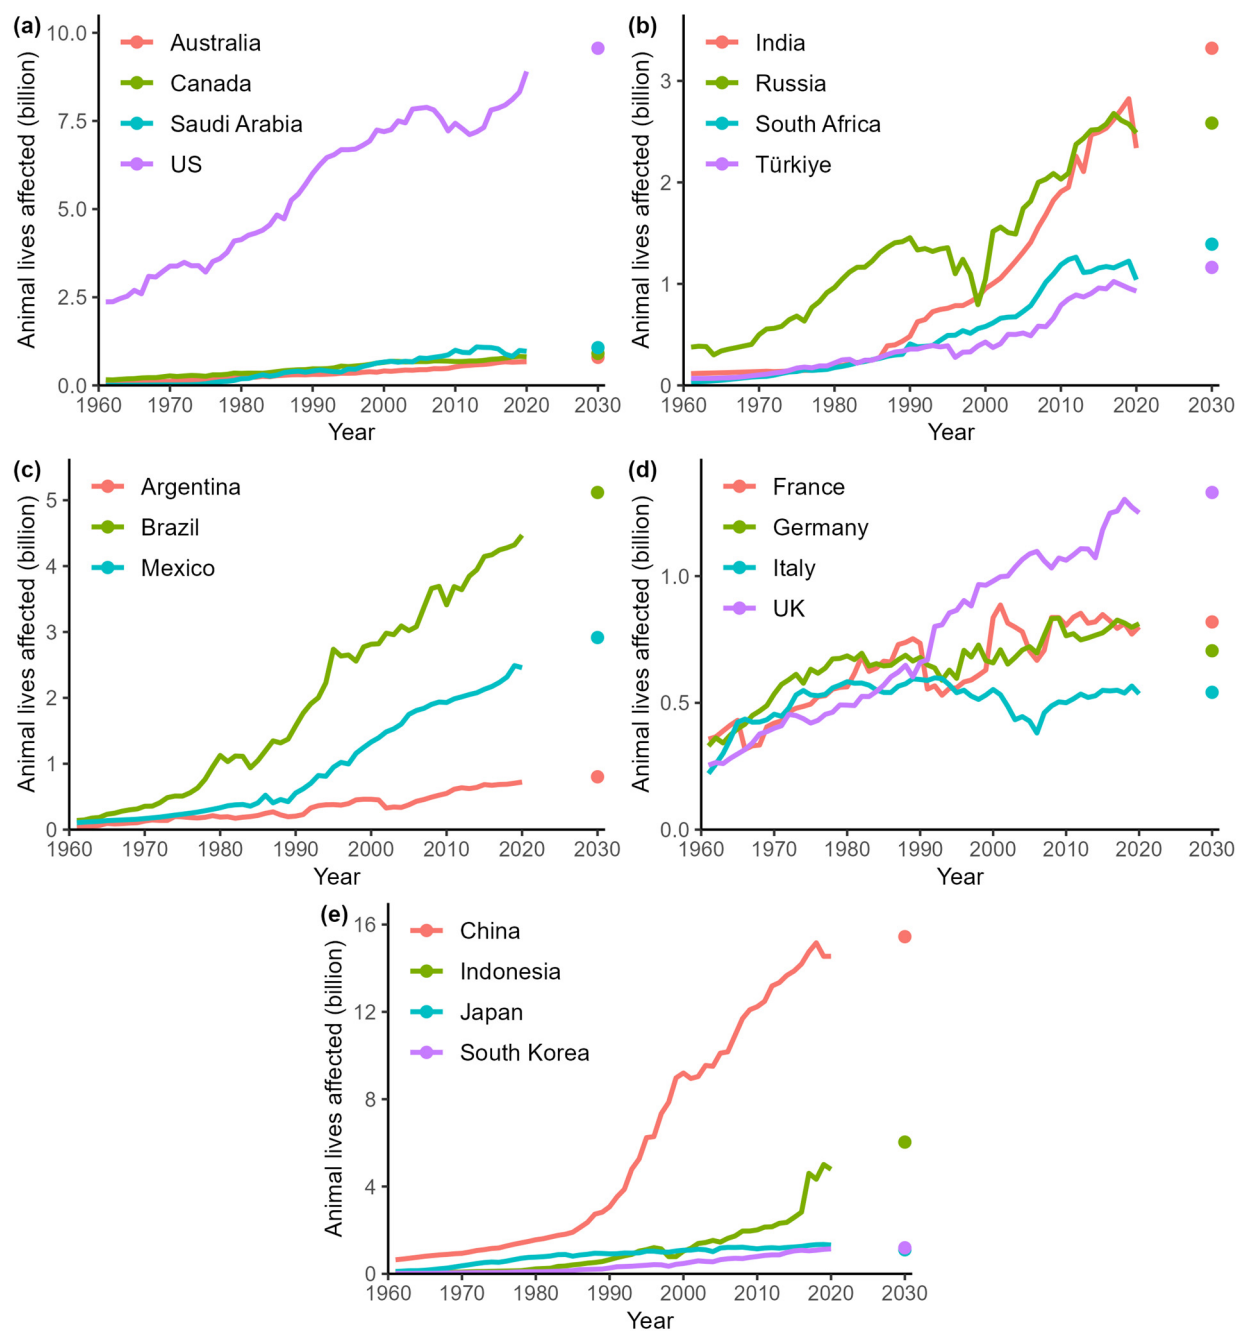 (a)
Animal lives affected (billion)
10.0
7.5
5.0
2.5
0.0
Australia
Canada
Saudi Arabia
US
1960 1970 1980 1990 2000 2010 2020 2030
Year
(b)
Animal lives affected (billion)
3
2
1
0
India
Russia
South Africa
Türkiye
1960 1970 1980 1990 2000 2010 2020 2030
Year
(c)
Animal lives affected (billion)
5
4
3
2
1
0
Argentina
Brazil
Mexico
1960 1970 1980 1990 2000 2010 2020 2030
Year
(d)
Animal lives affected (billion)
1.0
0.5
0.0
France
Germany
Italy
UK
1960 1970 1980 1990 2000 2010 2020 2030
Year
(e)
Animal lives affected (billion)
16
12
8
4
0
China
Indonesia
Japan
South Korea
1960 1970 1980 1990 2000 2010 2020 2030
Year